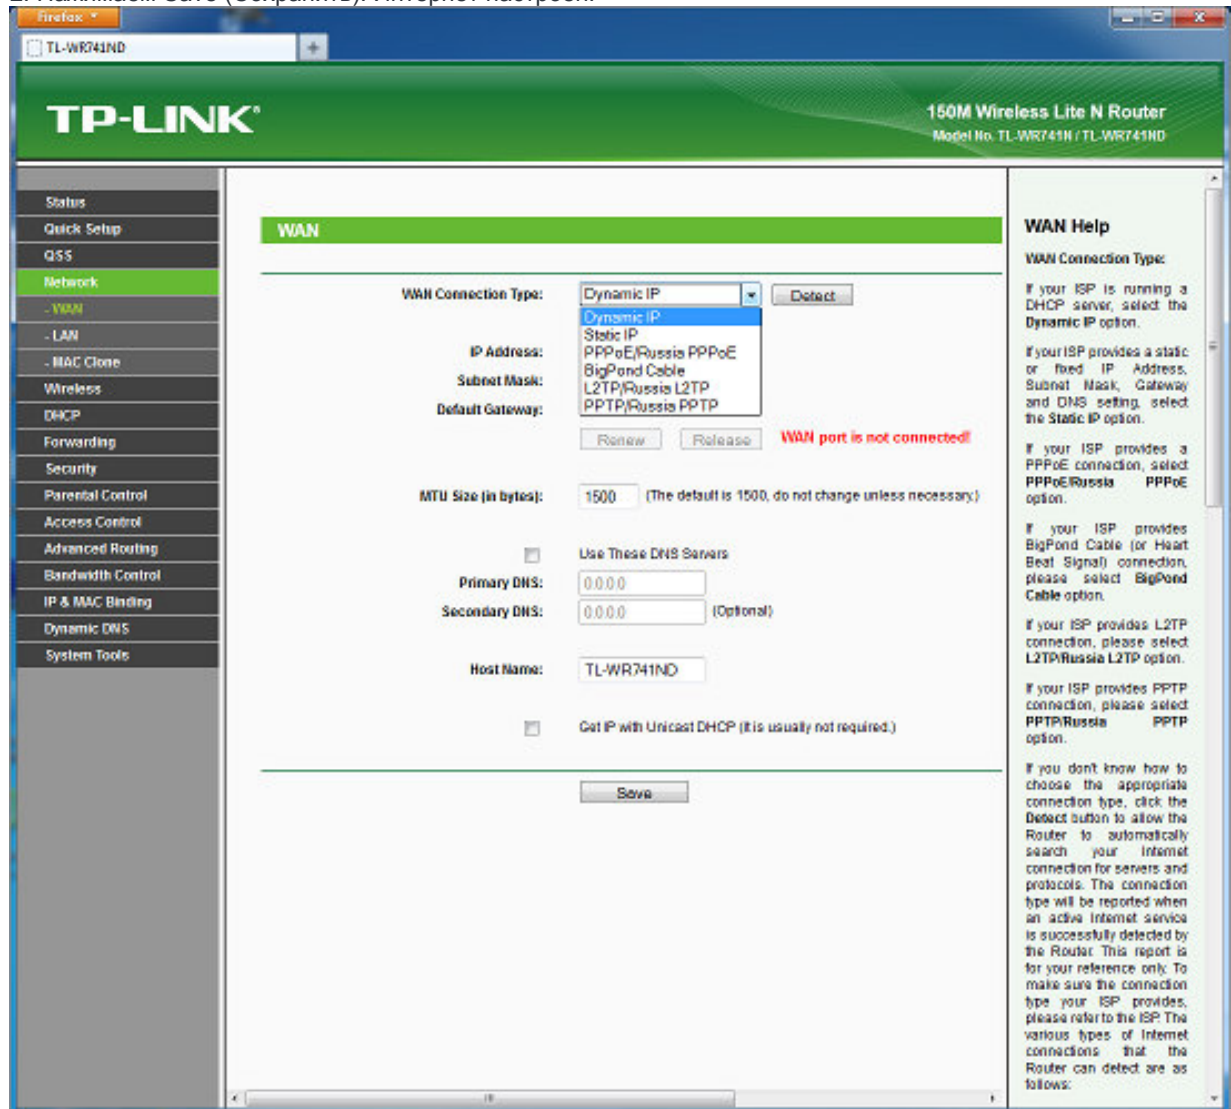 2. Нажимаем Save (Сохранить). Интернет настроен.
Firefox
TL-WR741ND
TP-LINK®
150M Wireless Lite N Router
Model No. TL-WR741N / TL-WR741ND
Status
Quick Setup
QSS
Network
- WAN
- LAN
- MAC Clone
Wireless
DHCP
Forwarding
Security
Parental Control
Access Control
Advanced Routing
Bandwidth Control
IP & MAC Binding
Dynamic DNS
System Tools
WAN
WAN Connection Type:
Dynamic IP
Detect
Dynamic IP
Static IP
PPPoE/Russia PPPoE
BigPond Cable
L2TP/Russia L2TP
PPTP/Russia PPTP
IP Address:
Subnet Mask:
Default Gateway:
Renew
Release
WAN port is not connected!
MTU Size (in bytes):
1500
(The default is 1500, do not change unless necessary.)
Use These DNS Servers
Primary DNS:
0.0.0.0
Secondary DNS:
0.0.0.0
(Optional)
Host Name:
TL-WR741ND
Get IP with Unicast DHCP (It is usually not required.)
Save
WAN Help
WAN Connection Type:
If your ISP is running a
DHCP server, select the
Dynamic IP option.
If your ISP provides a static
or fixed IP Address,
Subnet Mask, Gateway
and DNS setting, select
the Static IP option.
If your ISP provides a
PPPoE connection, select
PPPoE/Russia PPPoE
option.
If your ISP provides
BigPond Cable (or Heart
Beat Signal) connection,
please select BigPond
Cable option.
If your ISP provides L2TP
connection, please select
L2TP/Russia L2TP option.
If your ISP provides PPTP
connection, please select
PPTP/Russia PPTP
option.
If you don't know how to
choose the appropriate
connection type, click the
Detect button to allow the
Router to automatically
search your Internet
connection for servers and
protocols. The connection
type will be reported when
an active Internet service
is successfully detected by
the Router. This report is
for your reference only. To
make sure the connection
type your ISP provides,
please refer to the ISP. The
various types of Internet
connections that the
Router can detect are as
follows: